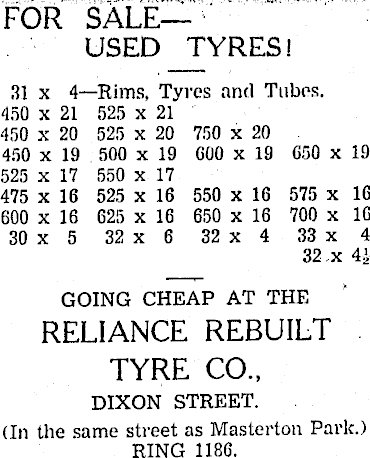 FOR SALE—
USED TYRES!
31 x 4—Rims, Tyres and Tubes.
450 x 21 525 x 21
450 x 20 525 x 20 750 x 20
450 x 19 500 x 19 600 x 19 650 x 19
525 x 17 550 x 17
475 x 16 525 x 16 550 x 16 575 x 16
600 x 16 625 x 16 650 x 16 700 x 16
30 x 5 32 x 6 32 x 4 33 x 4
32 x 4½
GOING CHEAP AT THE
RELIANCE REBUILT
TYRE CO.,
DIXON STREET.
(In the same street as Masterton Park.)
RING 1186.